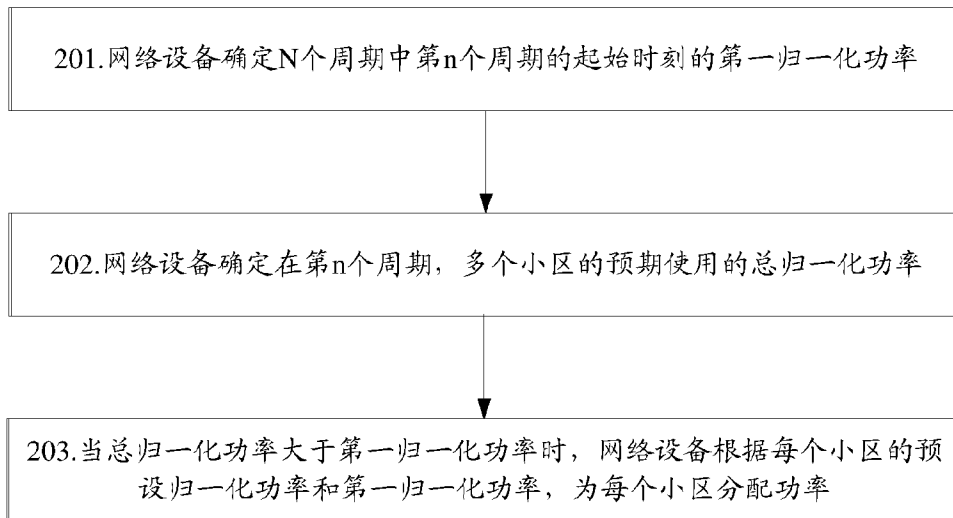 201.网络设备确定N个周期中第n个周期的起始时刻的第一归一化功率
202.网络设备确定在第n个周期，多个小区的预期使用的总归一化功率
203.当总归一化功率大于第一归一化功率时，网络设备根据每个小区的预
设归一化功率和第一归一化功率，为每个小区分配功率